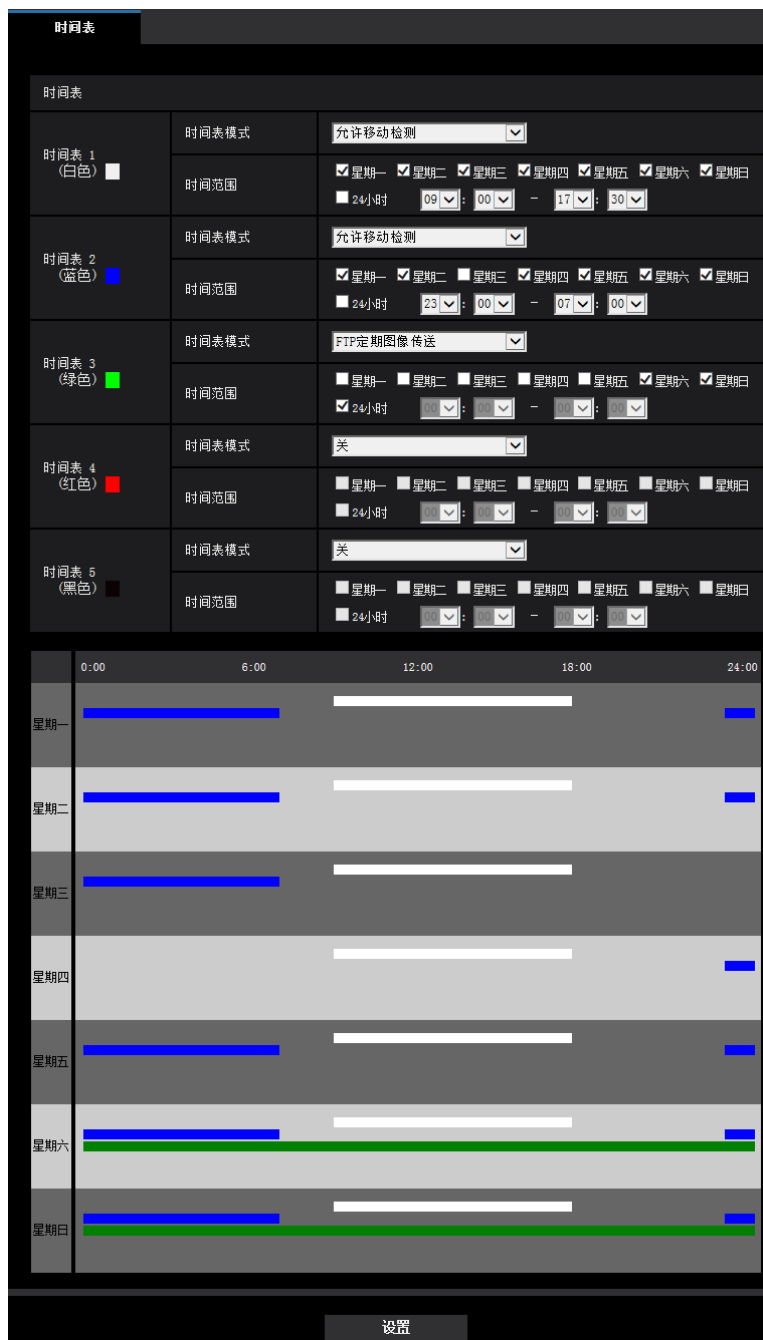 时间表
时间表
时间表 1
(白色)
时间表模式
允许移动检测
时间范围
星期一 星期二 星期三 星期四 星期五 星期六 星期日
24小时 09 : 00 - 17 : 30
时间表 2
(蓝色)
时间表模式
允许移动检测
时间范围
星期一 星期二 星期三 星期四 星期五 星期六 星期日
24小时 23 : 00 - 07 : 00
时间表 3
(绿色)
时间表模式
FTP定期图像传送
时间范围
星期一 星期二 星期三 星期四 星期五 星期六 星期日
24小时 00 : 00 - 00 : 00
时间表 4
(红色)
时间表模式
关
时间范围
星期一 星期二 星期三 星期四 星期五 星期六 星期日
24小时 00 : 00 - 00 : 00
时间表 5
(黑色)
时间表模式
关
时间范围
星期一 星期二 星期三 星期四 星期五 星期六 星期日
24小时 00 : 00 - 00 : 00
0:00 6:00 12:00 18:00 24:00
星期一
星期二
星期三
星期四
星期五
星期六
星期日
设置